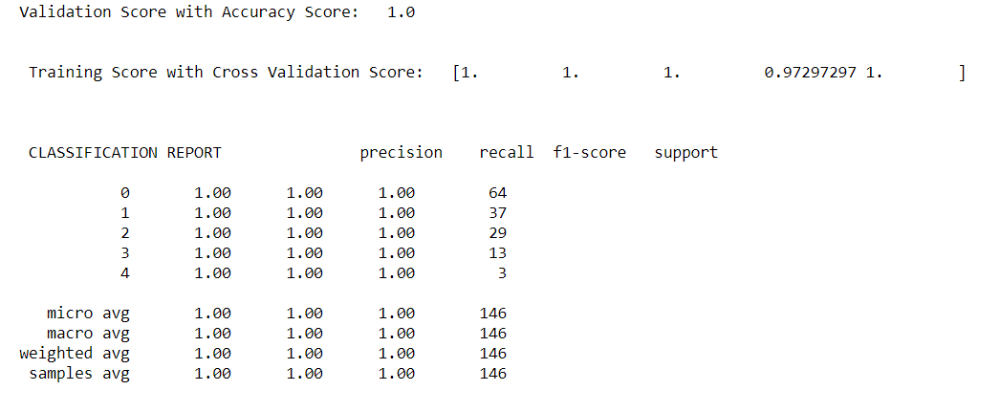 Validation Score with Accuracy Score:   1.0
Training Score with Cross Validation Score:   [1.         1.         1.         0.97297297 1.        ]
CLASSIFICATION REPORT               precision    recall  f1-score   support
0       1.00      1.00      1.00        64
1       1.00      1.00      1.00        37
2       1.00      1.00      1.00        29
3       1.00      1.00      1.00        13
4       1.00      1.00      1.00         3
micro avg       1.00      1.00      1.00       146
macro avg       1.00      1.00      1.00       146
weighted avg       1.00      1.00      1.00       146
samples avg       1.00      1.00      1.00       146